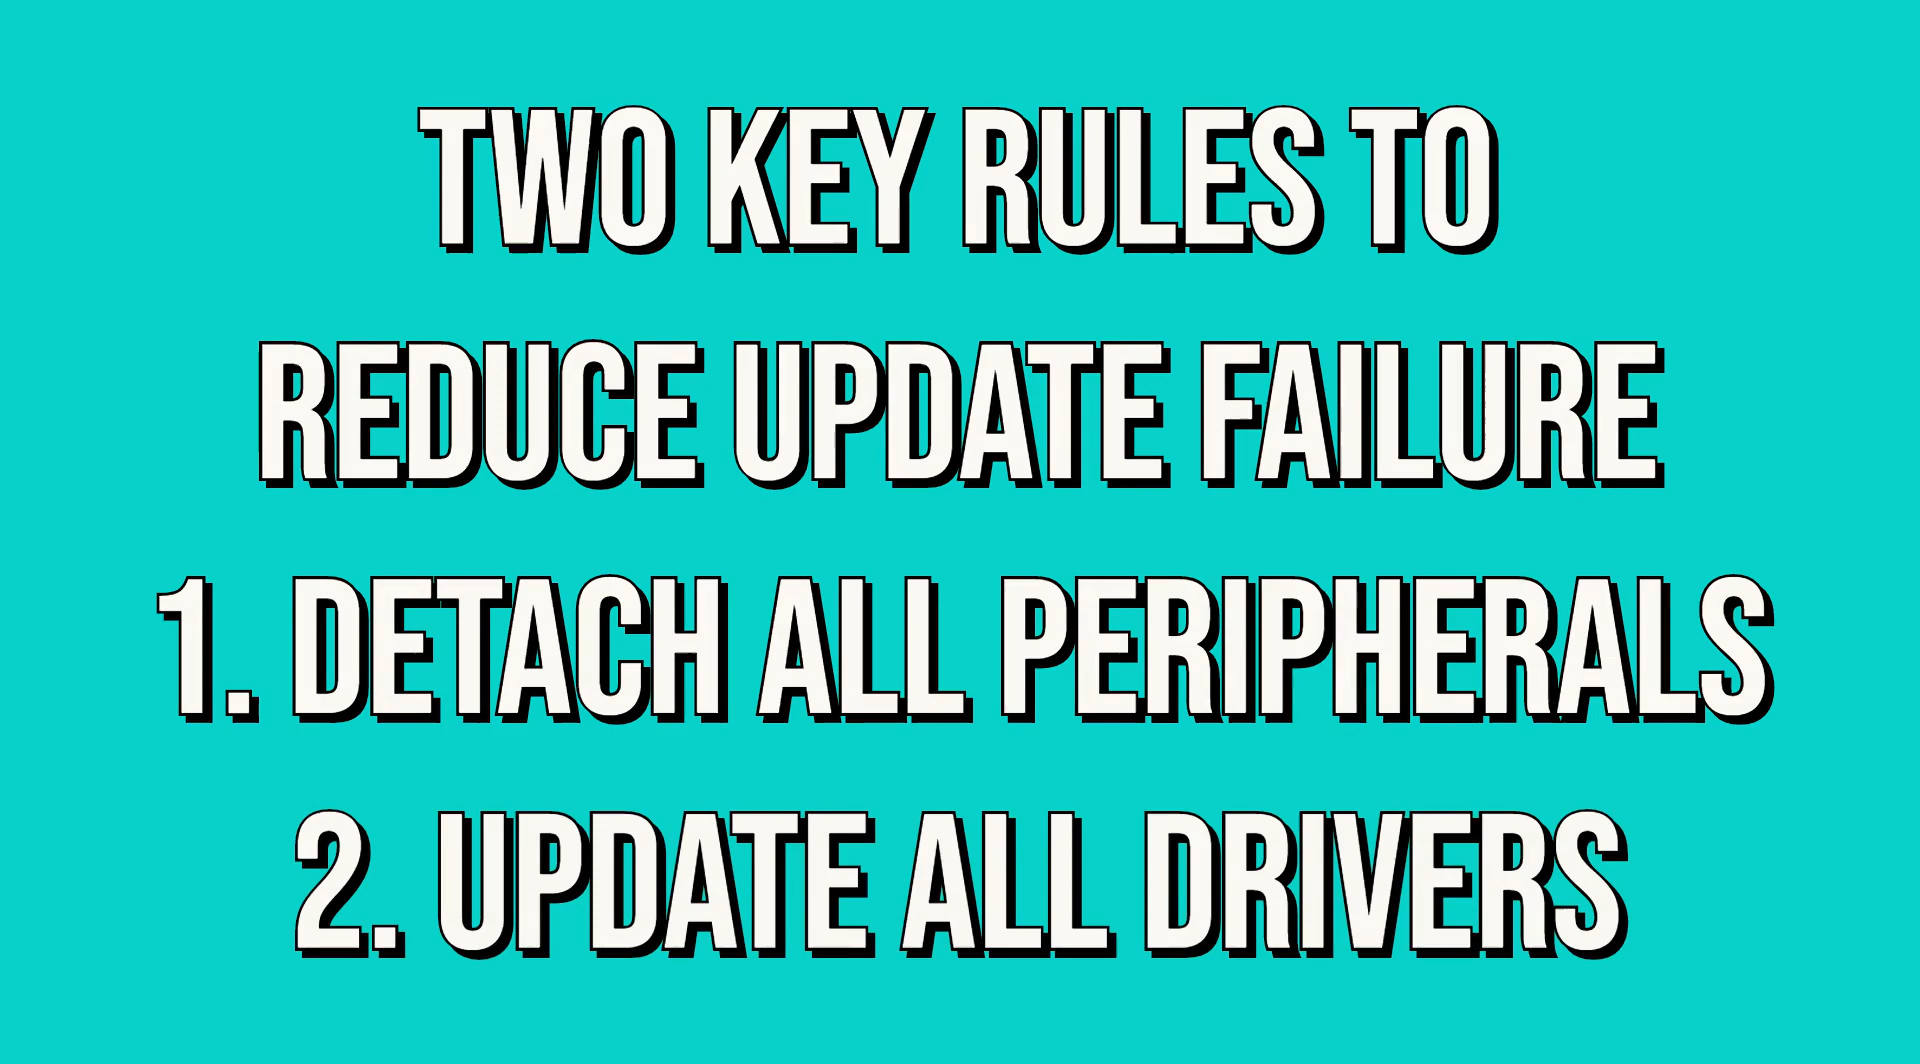 TWO KEY RULES TO
REDUCE UPDATE FAILURE
1. DETACH ALL PERIPHERALS
2. UPDATE ALL DRIVERS